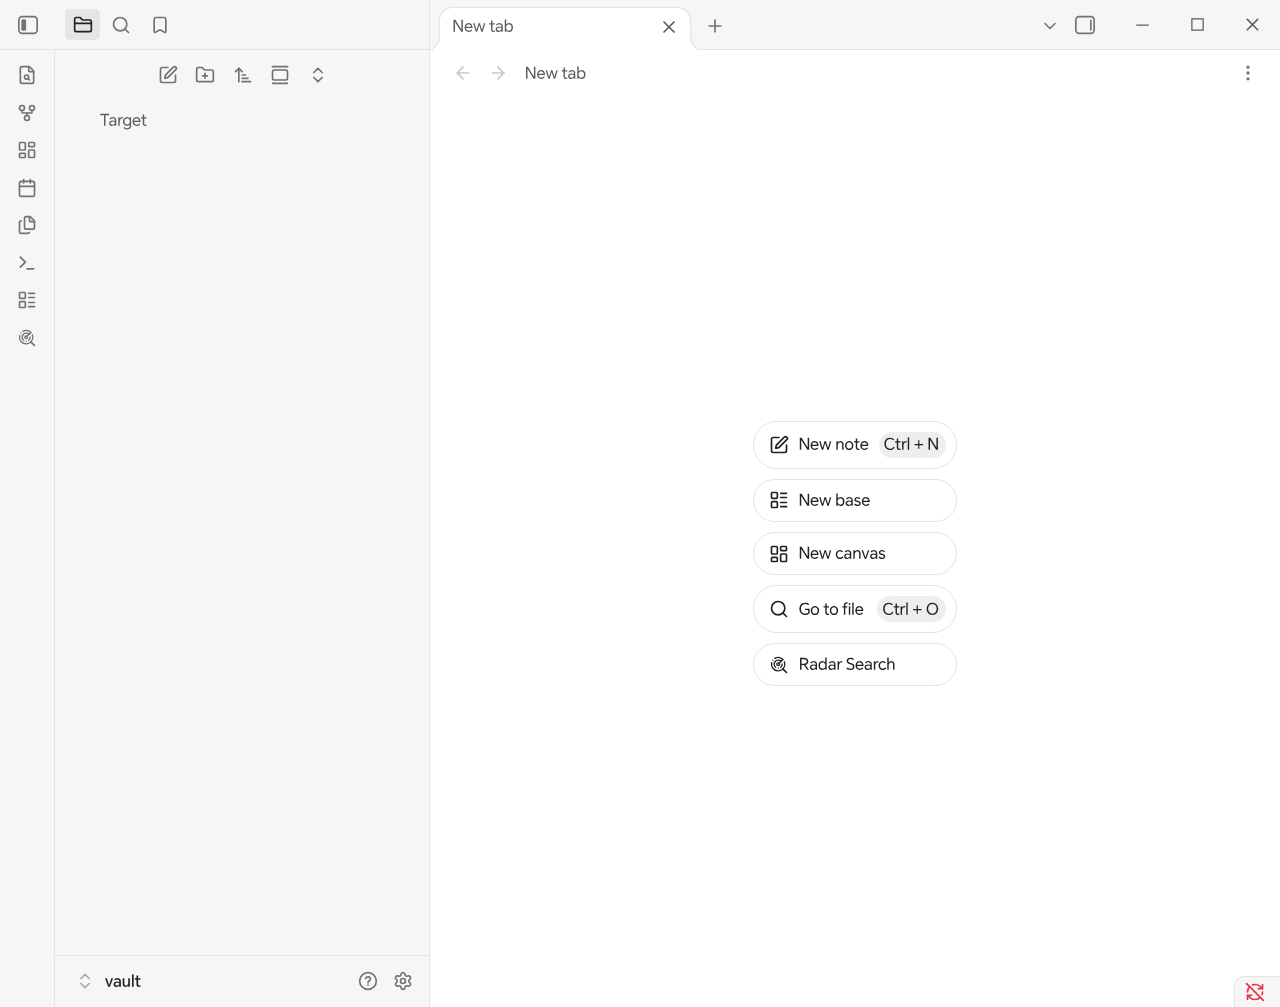 New tab
New tab
Target
New note Ctrl + N
New base
New canvas
Go to file Ctrl + O
Radar Search
vault